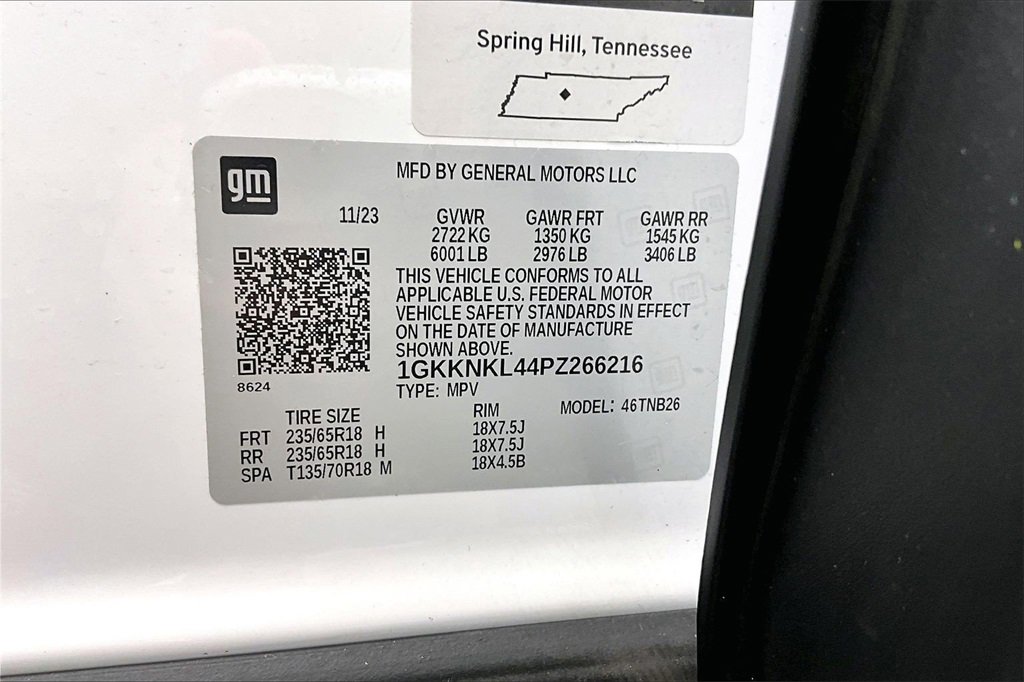 Spring Hill, Tennessee
gm
MFD BY GENERAL MOTORS LLC
11/23 GVWR GAWR FRT GAWR RR
2722 KG 1350 KG 1545 KG
6001 LB 2976 LB 3406 LB
THIS VEHICLE CONFORMS TO ALL
APPLICABLE U.S. FEDERAL MOTOR
VEHICLE SAFETY STANDARDS IN EFFECT
ON THE DATE OF MANUFACTURE
SHOWN ABOVE.
1GKKNKL44PZ266216
8624
TYPE: MPV
MODEL: 46TNB26
TIRE SIZE RIM
FRT 235/65R18 H 18X7.5J
RR 235/65R18 H 18X7.5J
SPA T135/70R18 M 18X4.5B